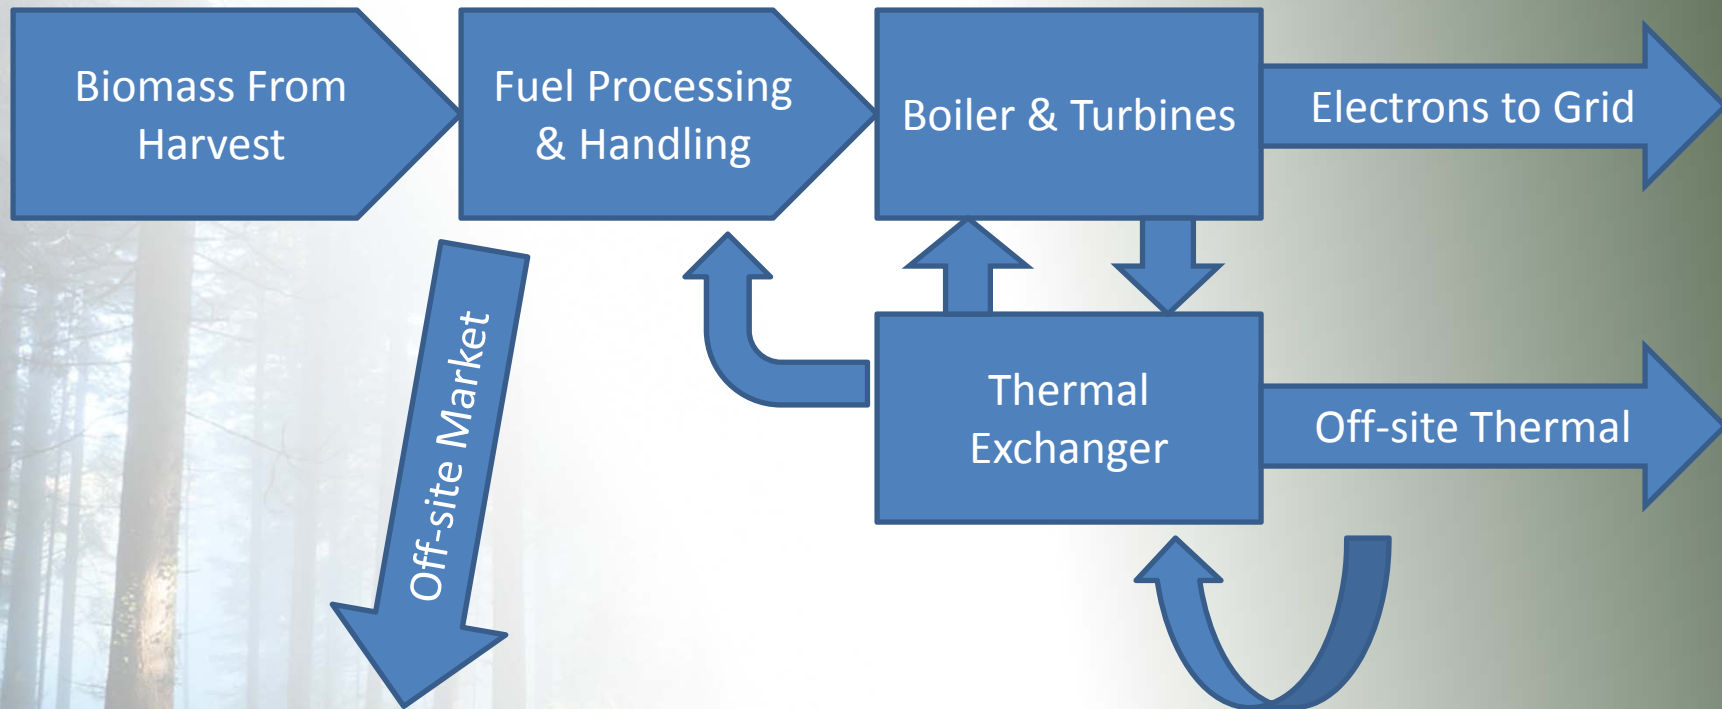 Biomass From
Harvest
Fuel Processing
& Handling
Boiler & Turbines
Electrons to Grid
Off-site Market
Thermal
Exchanger
Off-site Thermal